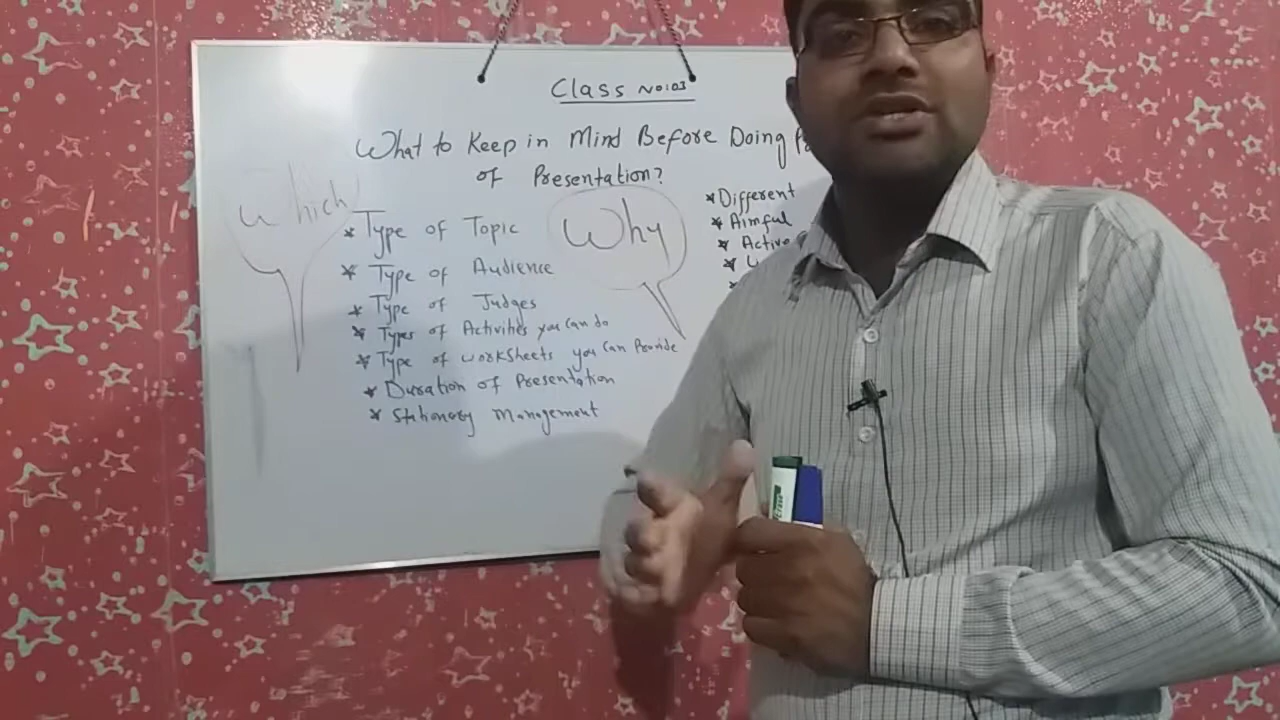 Class No:03
What to Keep in Mind Before Doing
of Presentation?
Which
Why
* Type of Topic
* Type of Audience
* Type of Judges
* Types of Activities you can do
* Type of worksheets you can Provide
* Duration of Presentation
* Stationary Management
* Different
* Aimful
* Active